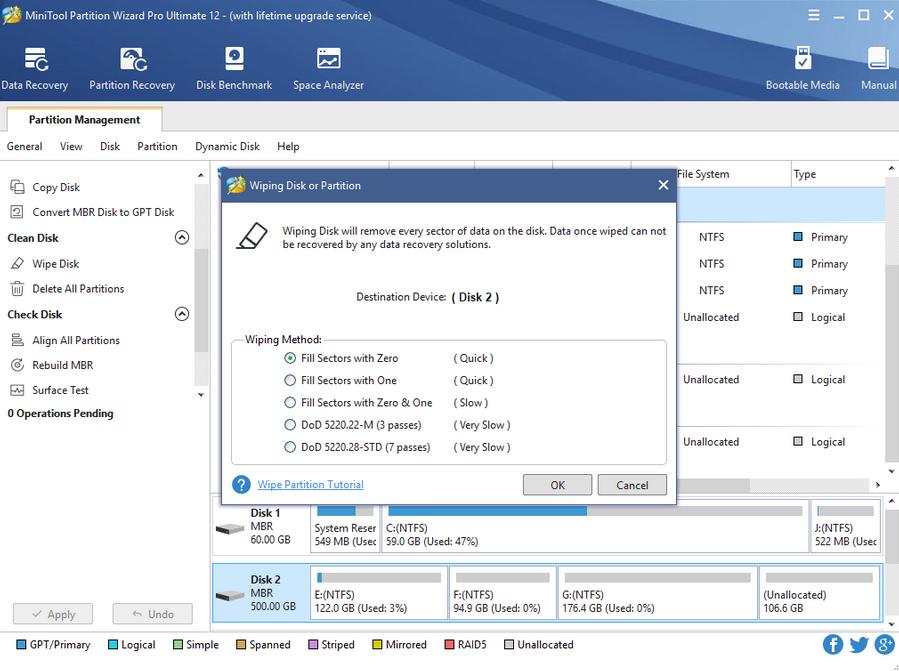 MiniTool Partition Wizard Pro Ultimate 12 - (with lifetime upgrade service)
Data Recovery
Partition Recovery
Disk Benchmark
Space Analyzer
Bootable Media
Manual
Partition Management
General View Disk Partition Dynamic Disk Help
Copy Disk
Convert MBR Disk to GPT Disk
Clean Disk
Wipe Disk
Delete All Partitions
Check Disk
Align All Partitions
Rebuild MBR
Surface Test
0 Operations Pending
Apply
Undo
File System
Type
NTFS Primary
NTFS Primary
NTFS Primary
Unallocated Logical
Unallocated Logical
Unallocated Logical
Wiping Disk or Partition
Wiping Disk will remove every sector of data on the disk. Data once wiped can not
be recovered by any data recovery solutions.
Destination Device: ( Disk 2 )
Wiping Method:
Fill Sectors with Zero ( Quick )
Fill Sectors with One ( Quick )
Fill Sectors with Zero & One ( Slow )
DoD 5220.22-M (3 passes) ( Very Slow )
DoD 5220.28-STD (7 passes) ( Very Slow )
? Wipe Partition Tutorial
OK
Cancel
Disk 1
MBR
60.00 GB
System Reser
549 MB (Used
C:(NTFS)
59.0 GB (Used: 47%)
J:(NTFS)
522 MB (Used
Disk 2
MBR
500.00 GB
E:(NTFS)
122.0 GB (Used: 3%)
F:(NTFS)
94.9 GB (Used: 0%)
G:(NTFS)
176.4 GB (Used: 0%)
(Unallocated)
106.6 GB
GPT/Primary Logical Simple Spanned Striped Mirrored RAID5 Unallocated